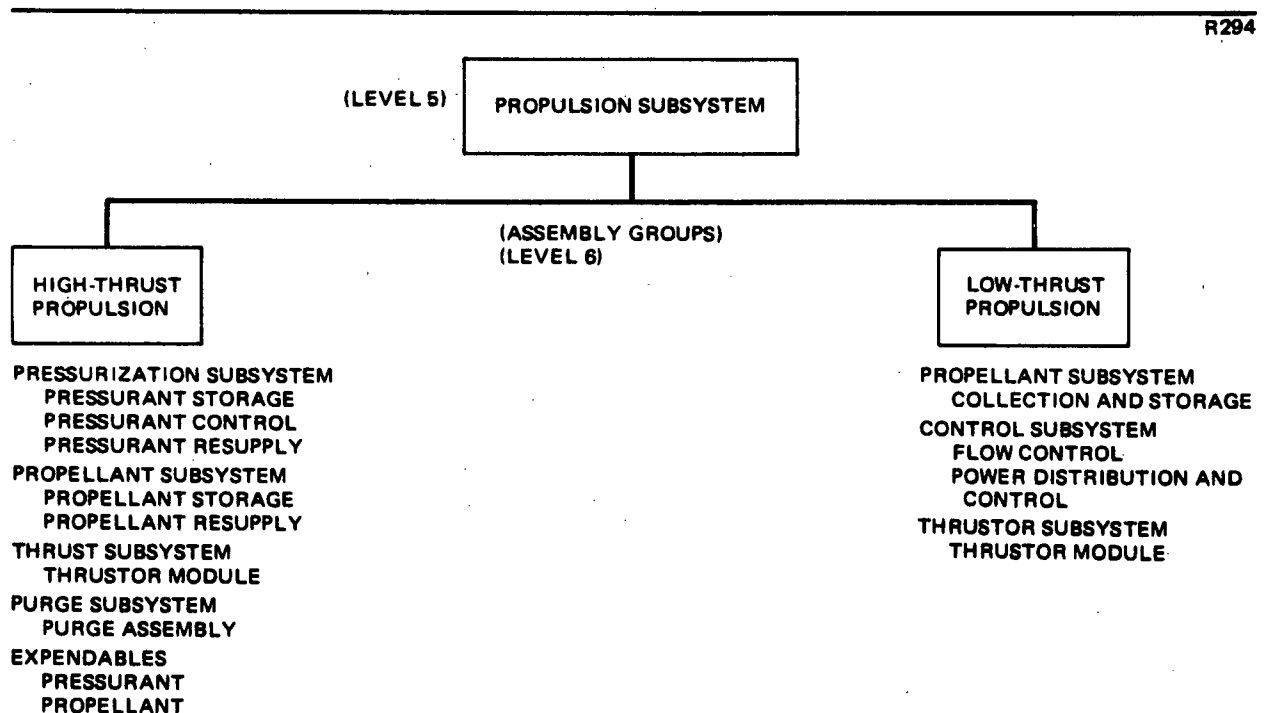 R294
(LEVEL 5)
PROPULSION SUBSYSTEM
(ASSEMBLY GROUPS)
(LEVEL 6)
HIGH-THRUST
PROPULSION
PRESSURIZATION SUBSYSTEM
PRESSURANT STORAGE
PRESSURANT CONTROL
PRESSURANT RESUPPLY
PROPELLANT SUBSYSTEM
PROPELLANT STORAGE
PROPELLANT RESUPPLY
THRUST SUBSYSTEM
THRUSTOR MODULE
PURGE SUBSYSTEM
PURGE ASSEMBLY
EXPENDABLES
PRESSURANT
PROPELLANT
LOW-THRUST
PROPULSION
PROPELLANT SUBSYSTEM
COLLECTION AND STORAGE
CONTROL SUBSYSTEM
FLOW CONTROL
POWER DISTRIBUTION AND
CONTROL
THRUSTOR SUBSYSTEM
THRUSTOR MODULE